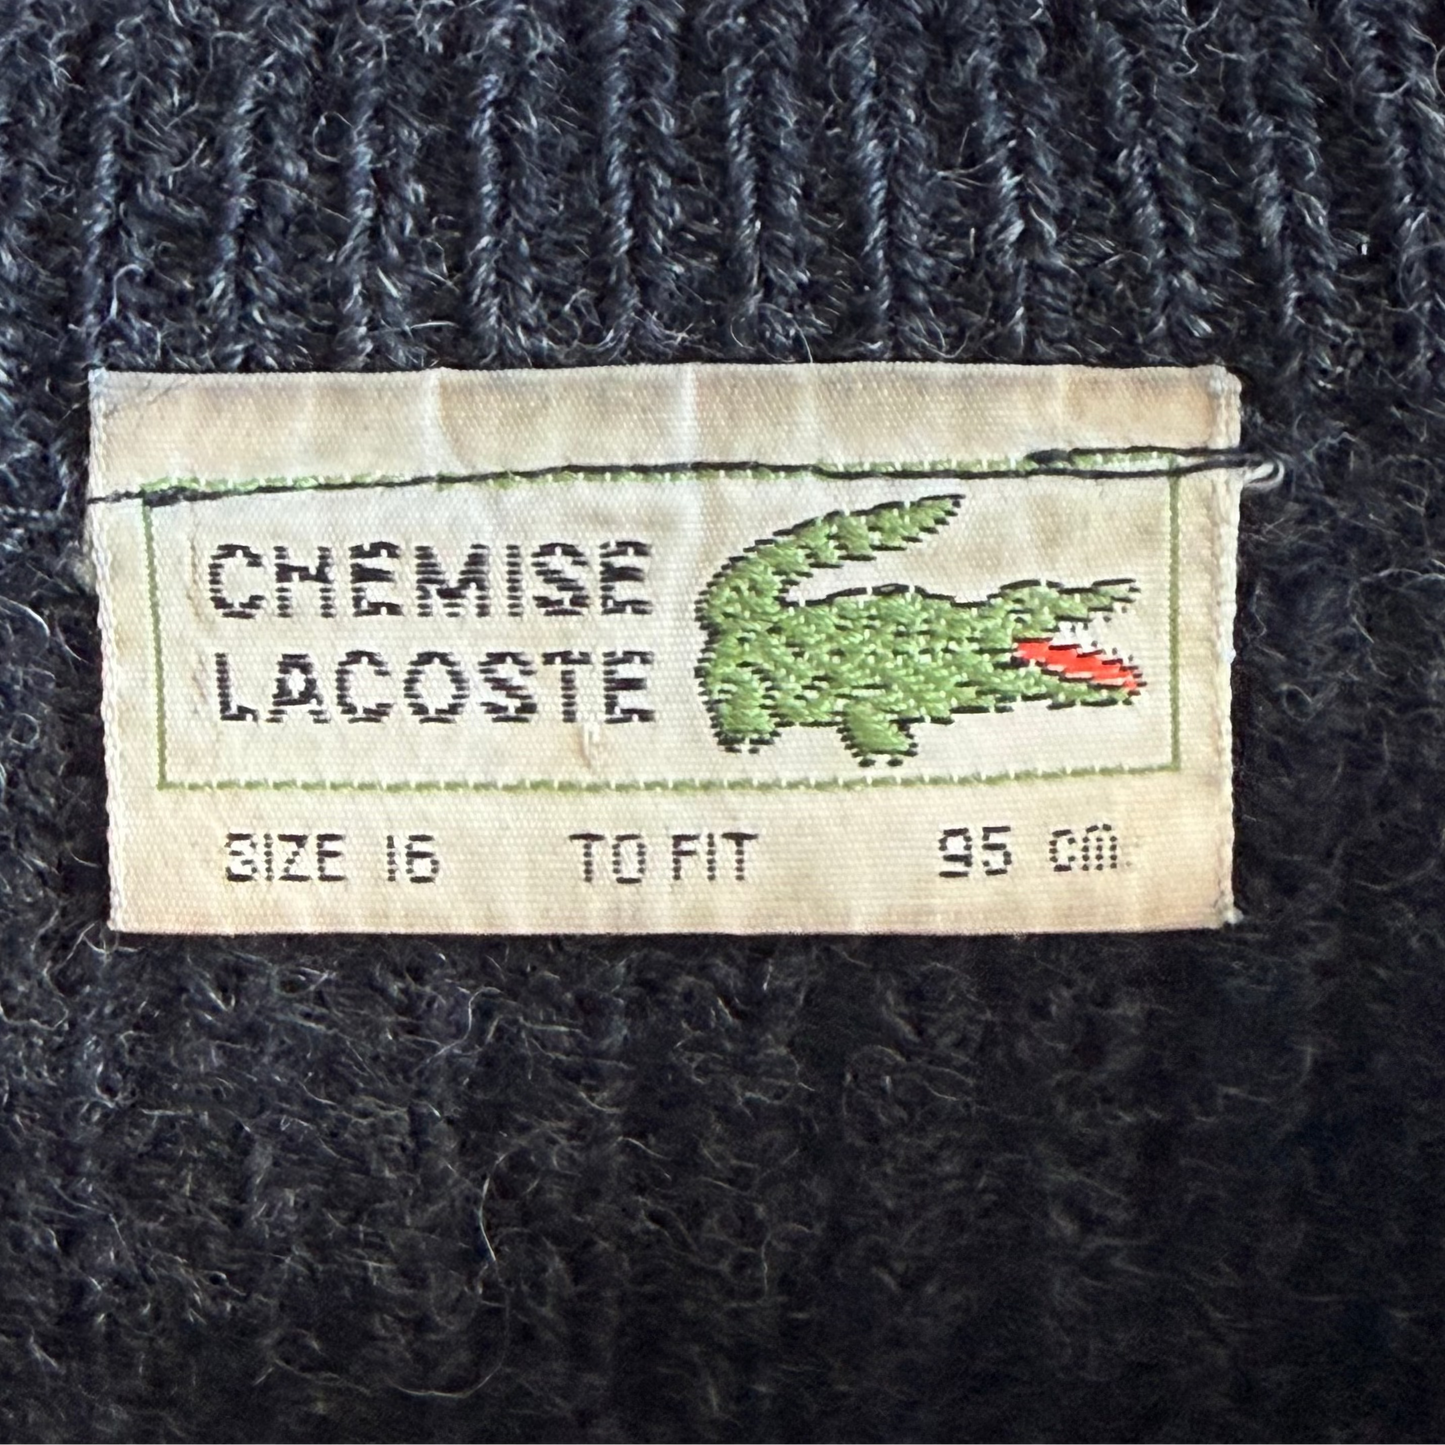 CHEMISE
LACOSTE
SIZE 16 TO FIT 95 cm.